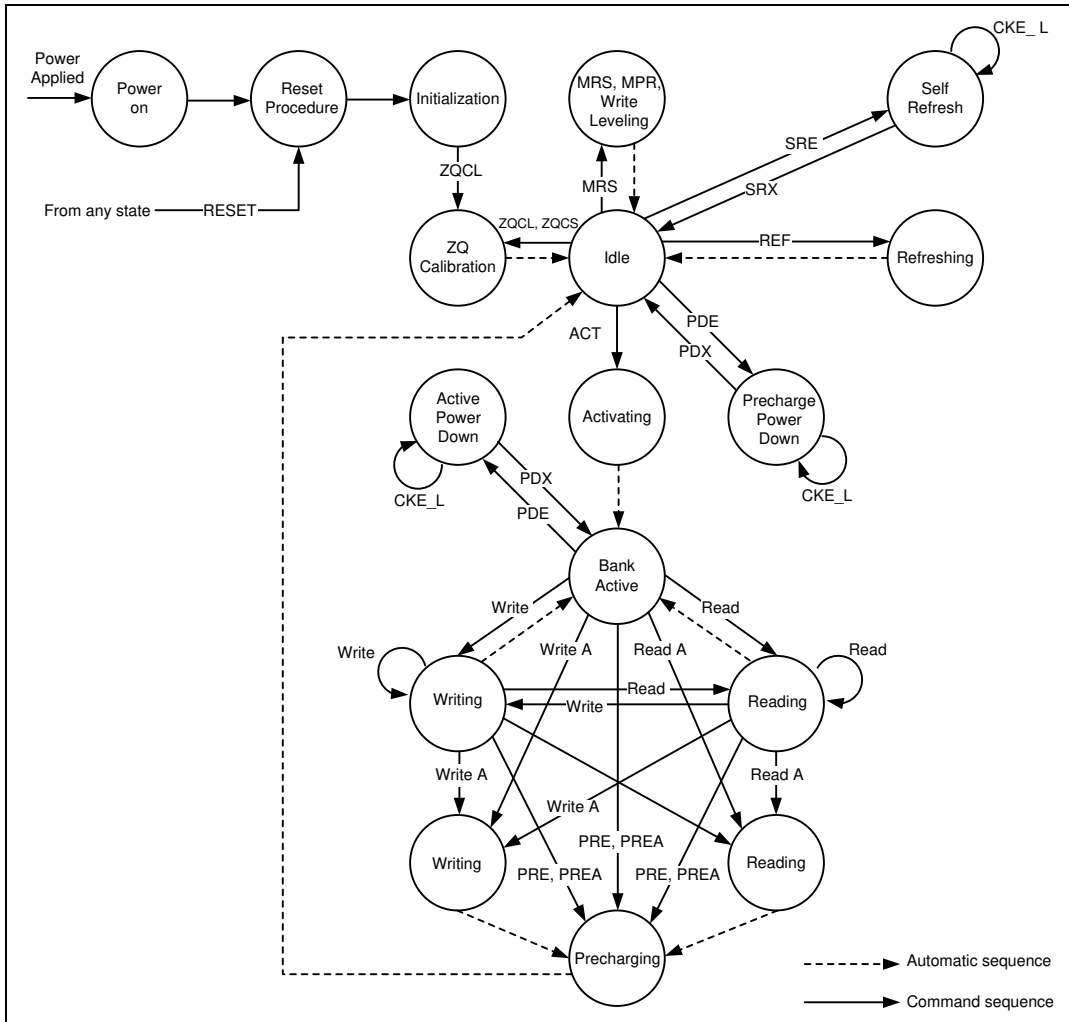 CKE_ L
Power
Applied
Power
on
Reset
Procedure
Initialization
MRS, MPR,
Write
Leveling
Self
Refresh
SRE
ZQCL
SRX
MRS
From any state
RESET
ZQCL, ZQCS
REF
ZQ
Calibration
Idle
Refreshing
PDE
ACT
PDX
Active
Power
Down
Activating
Precharge
Power
Down
PDX
CKE_L
CKE_L
PDE
Bank
Active
Write
Read
Write A
Read A
Write
Read
Writing
Read
Write
Reading
Write A
Read A
Write A
PRE, PREA
Writing
Reading
PRE, PREA
PRE, PREA
Precharging
Automatic sequence
Command sequence